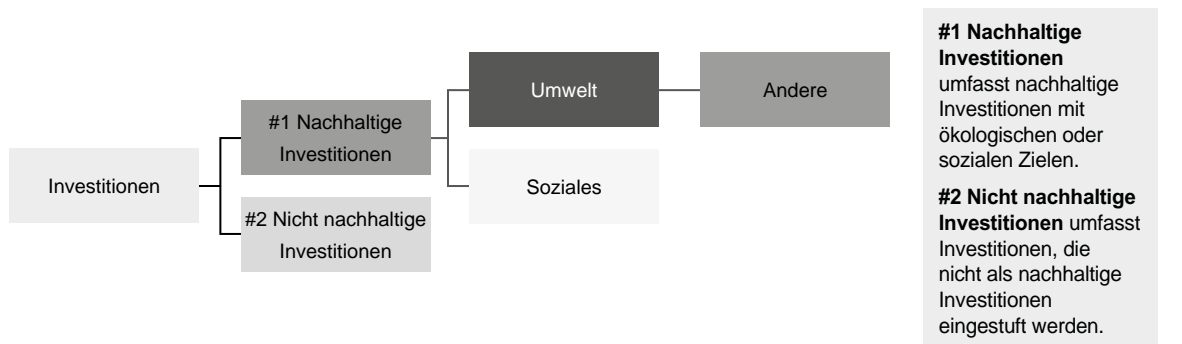 Investitionen
#1 Nachhaltige
Investitionen
#2 Nicht nachhaltige
Investitionen
Umwelt
Soziales
Andere
#1 Nachhaltige
Investitionen
umfasst nachhaltige
Investitionen mit
ökologischen oder
sozialen Zielen.
#2 Nicht nachhaltige
Investitionen umfasst
Investitionen, die
nicht als nachhaltige
Investitionen
eingestuft werden.